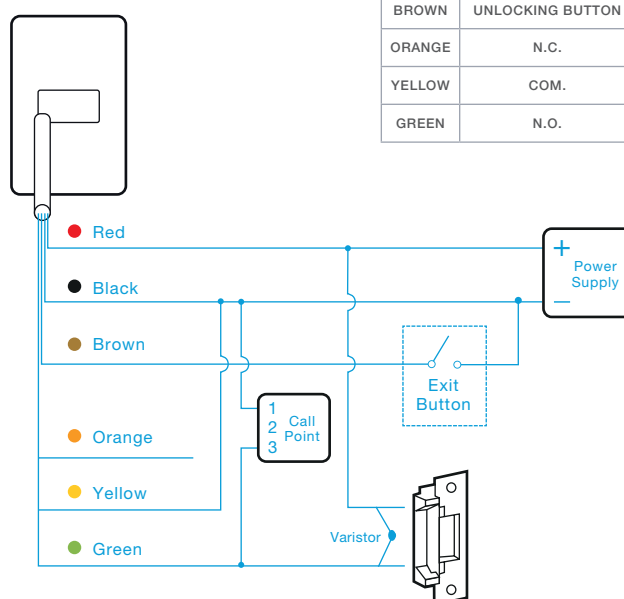 BROWN UNLOCKING BUTTON
ORANGE N.C.
YELLOW COM.
GREEN N.O.
Red
+
Power
Supply
Black
−
Brown
Exit
Button
1
2 Call
3 Point
Orange
Yellow
Varistor
Green